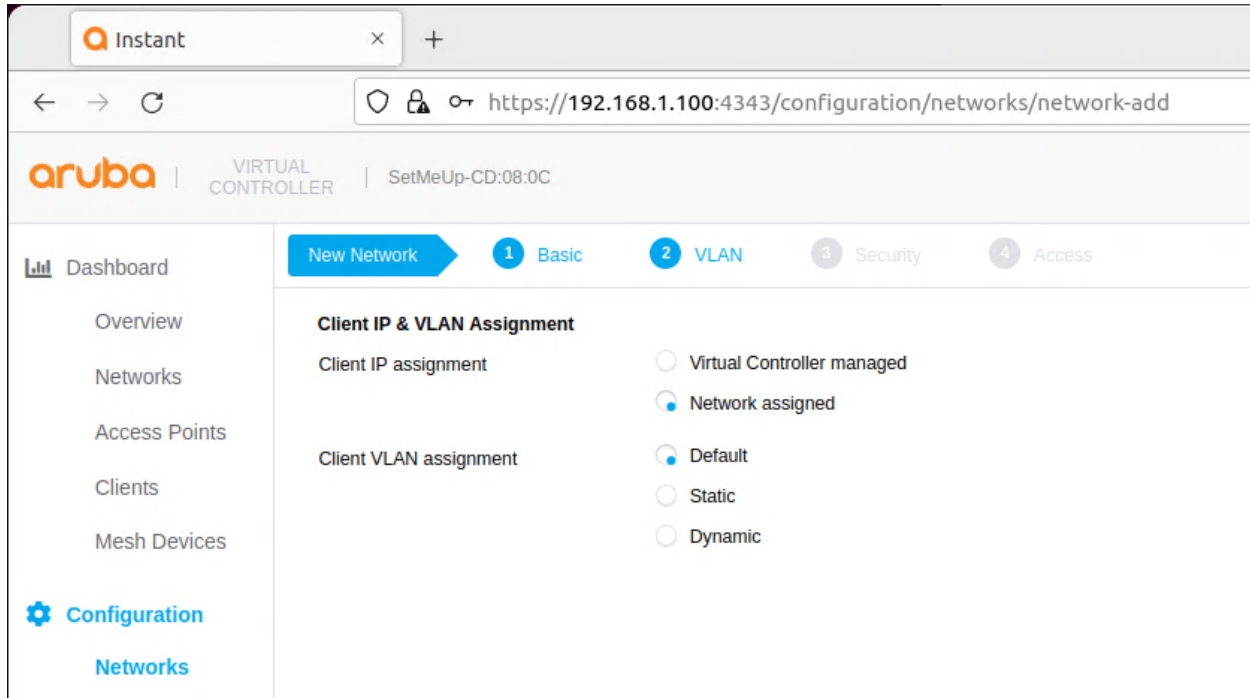 Instant
https://192.168.1.100:4343/configuration/networks/network-add
aruba | VIRTUAL CONTROLLER | SetMeUp-CD:08:0C
Dashboard
Overview
Networks
Access Points
Clients
Mesh Devices
Configuration
Networks
New Network 1 Basic 2 VLAN 3 Security 4 Access
Client IP & VLAN Assignment
Client IP assignment
Virtual Controller managed
Network assigned
Client VLAN assignment
Default
Static
Dynamic